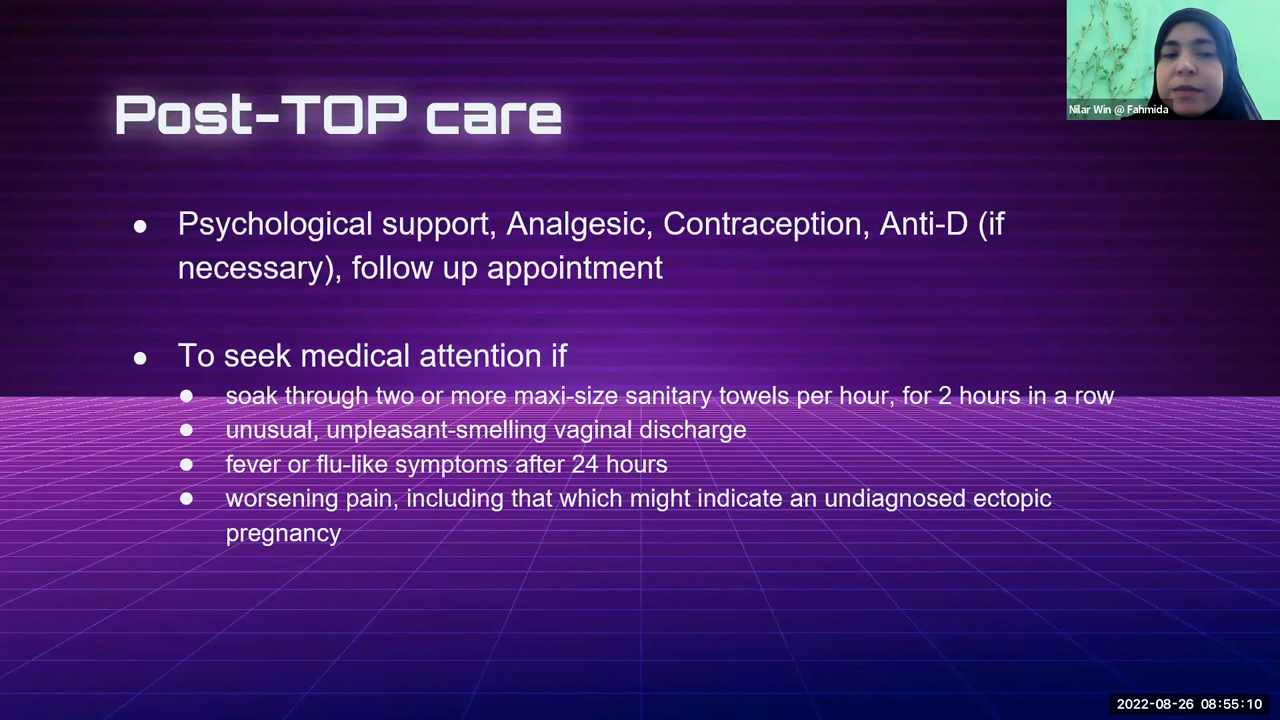 Post-TOP care
Nilar Win @ Fahmida
● Psychological support, Analgesic, Contraception, Anti-D (if
necessary), follow up appointment
● To seek medical attention if
● soak through two or more maxi-size sanitary towels per hour, for 2 hours in a row
● unusual, unpleasant-smelling vaginal discharge
● fever or flu-like symptoms after 24 hours
● worsening pain, including that which might indicate an undiagnosed ectopic
pregnancy
2022-08-26 08:55:10